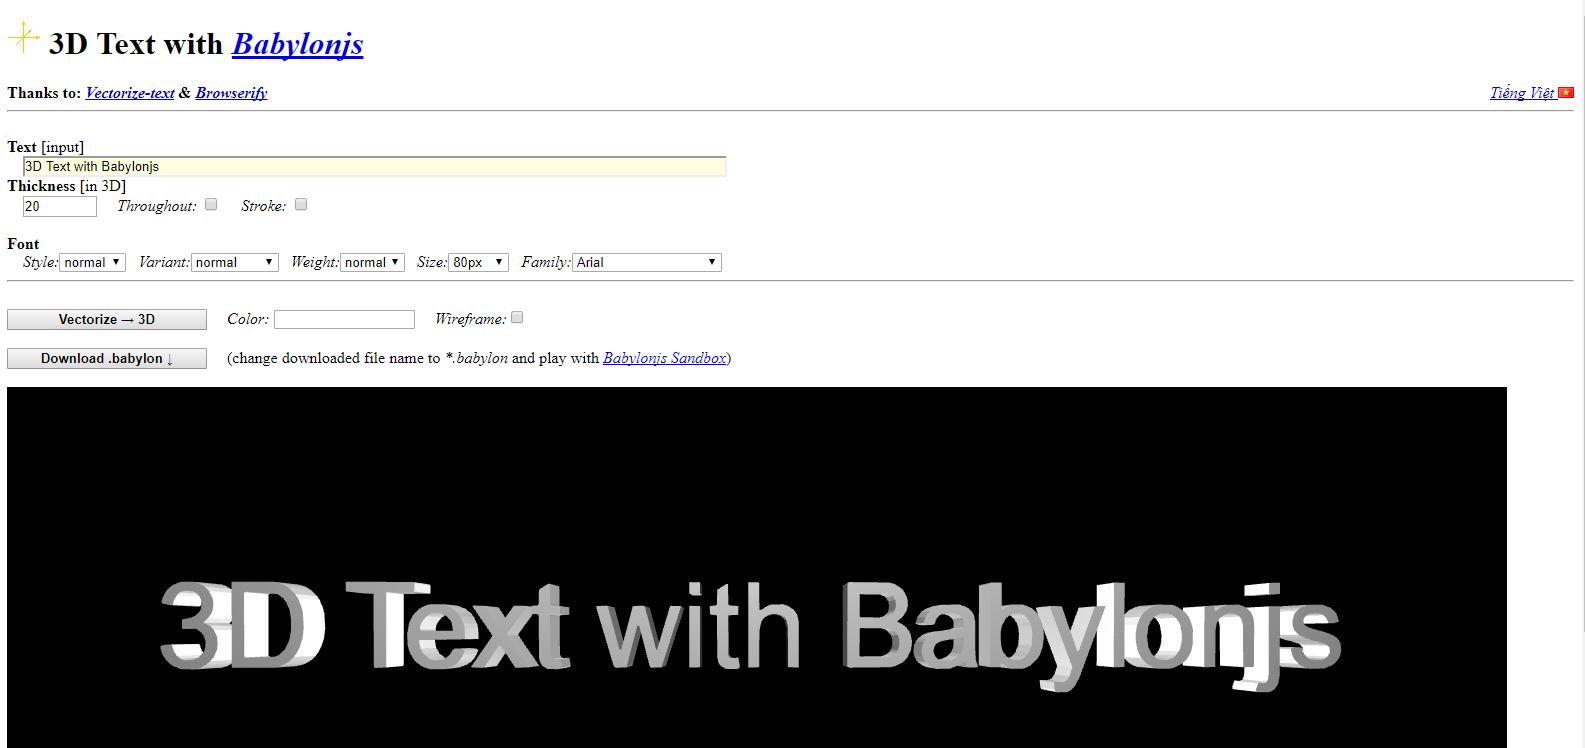 3D Text with Babylonjs
Thanks to: Vectorize-text & Browserify
Tiếng Việt
Text [input]
3D Text with Babylonjs
Thickness [in 3D]
20 Throughout: Stroke:
Font
Style: normal Variant: normal Weight: normal Size: 80px Family: Arial
Vectorize → 3D Color: Wireframe:
Download .babylon ↓ (change downloaded file name to *.babylon and play with Babylonjs Sandbox)
3D Text with Babylonjs